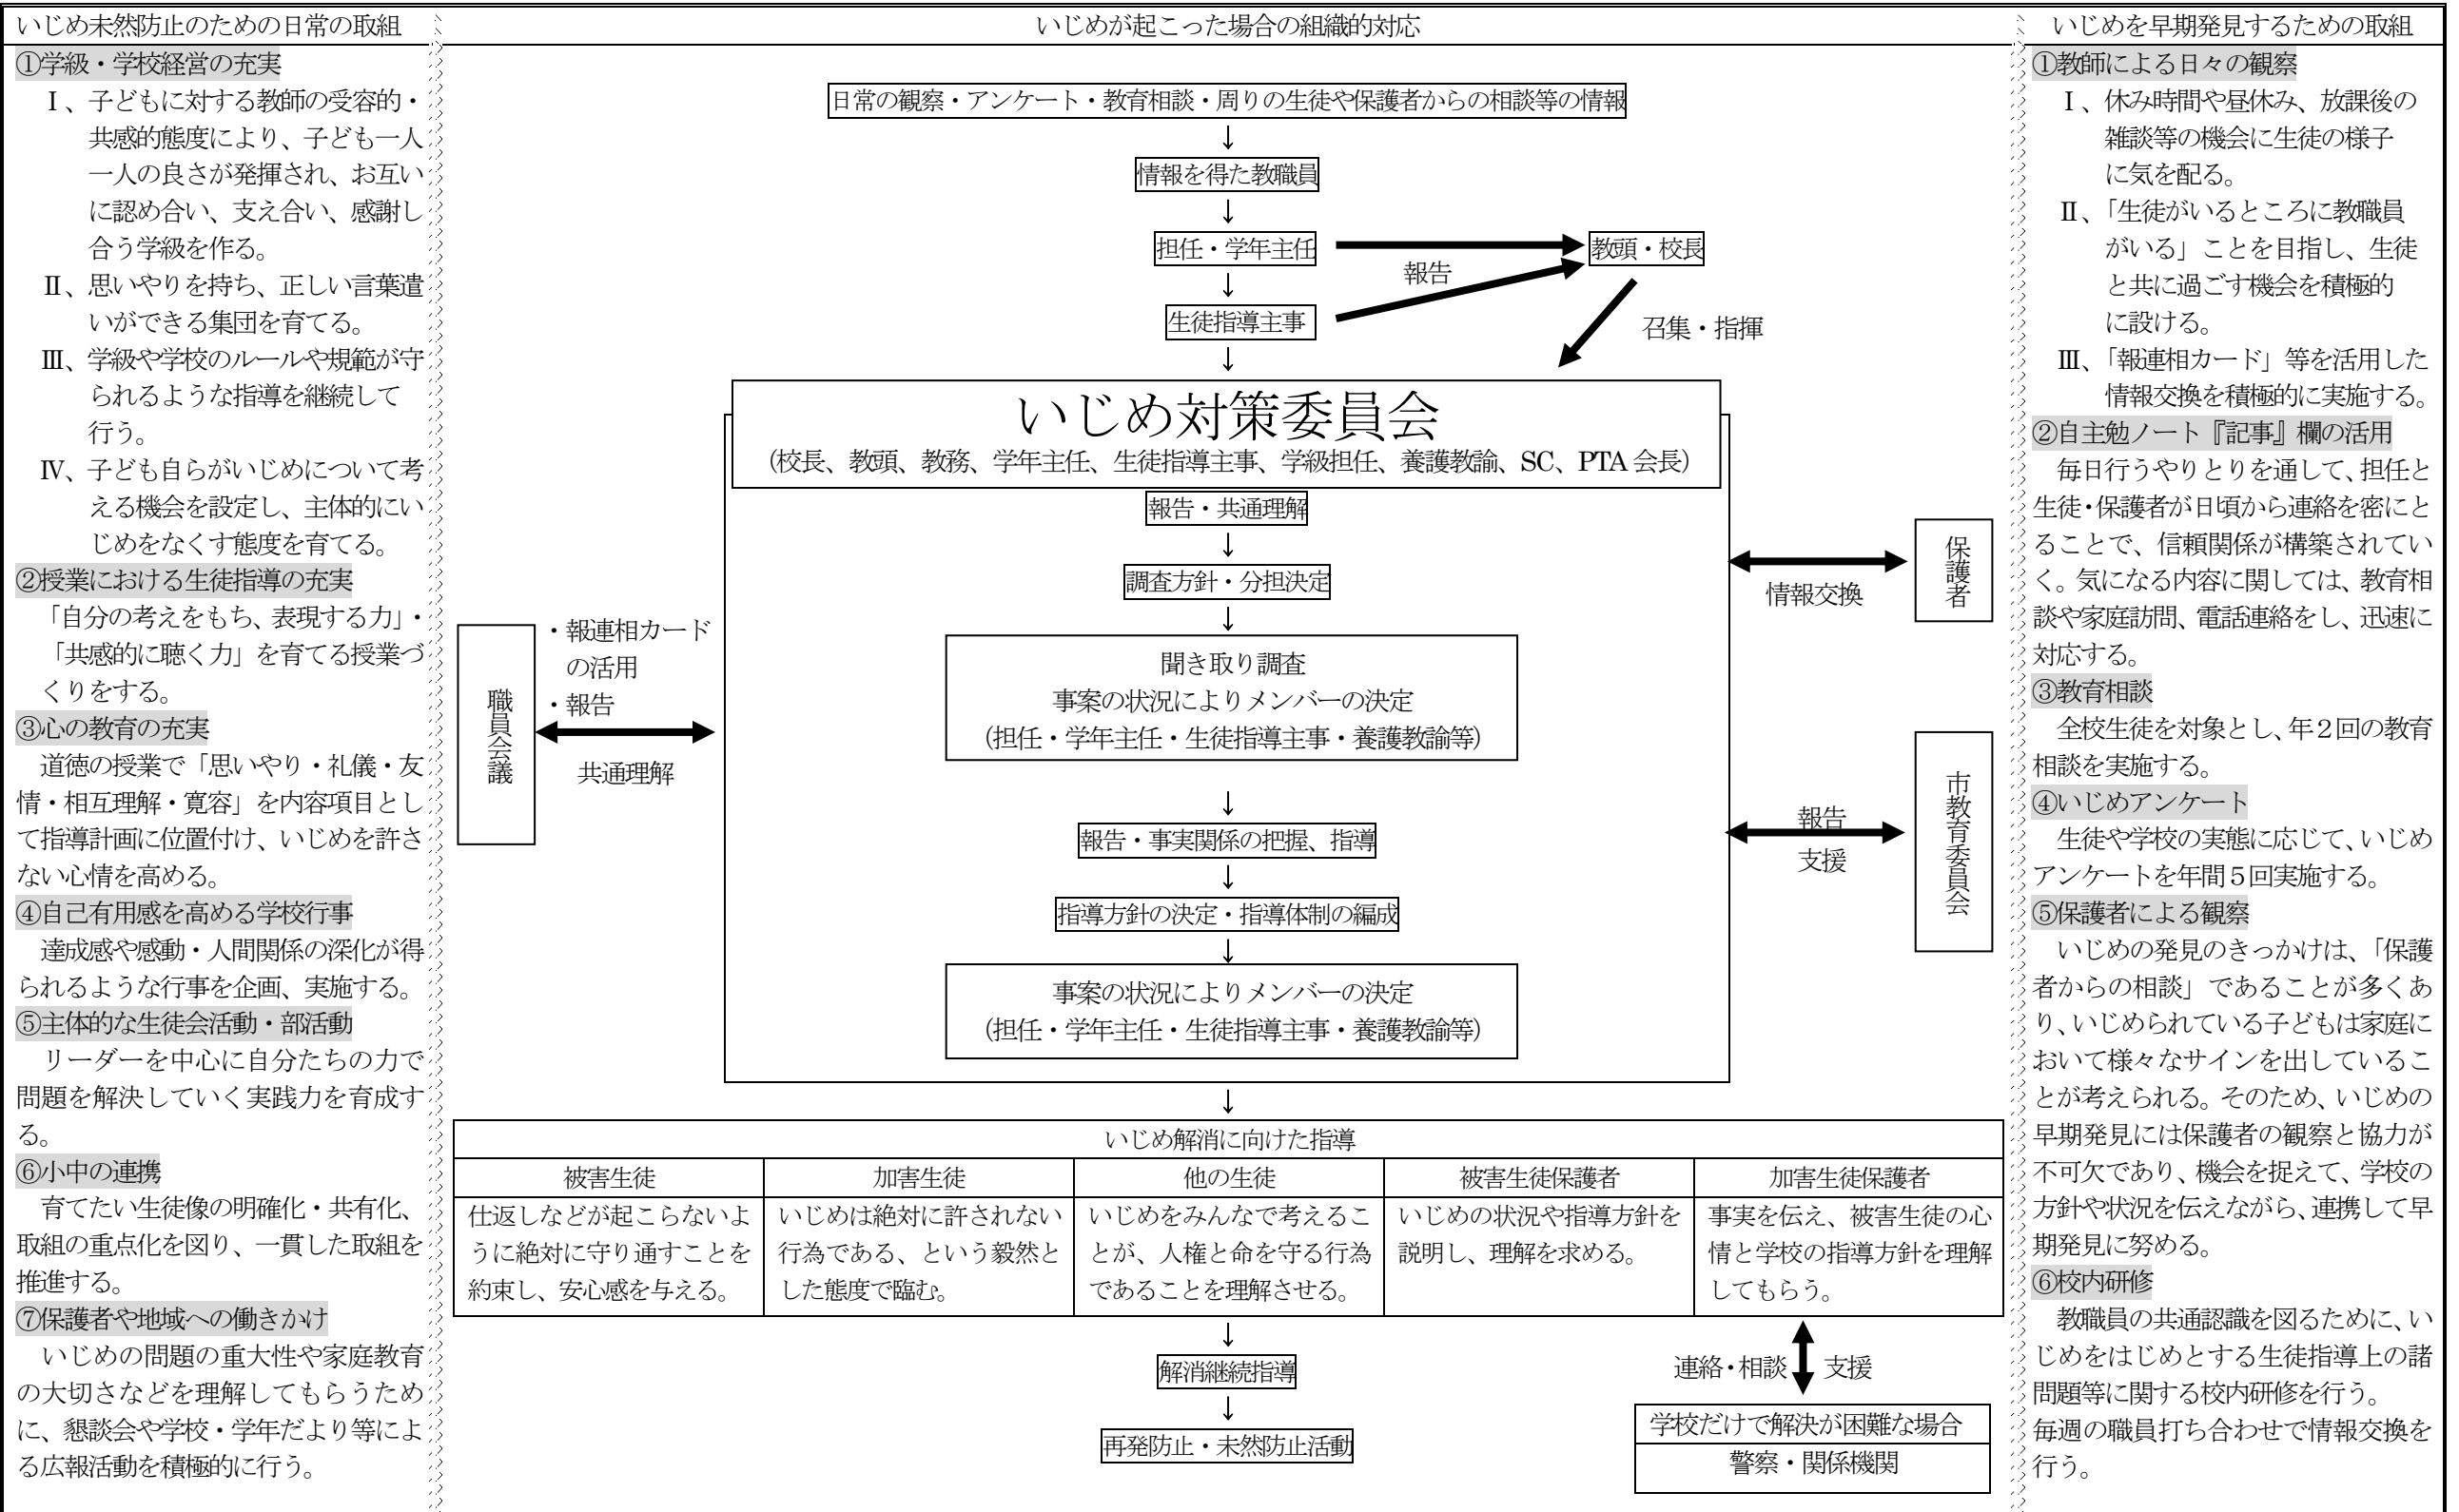 いじめ未然防止のための日常の取組
①学級・学校経営の充実
Ⅰ、子どもに対する教師の受容的・
共感的態度により、子ども一人
一人の良さが発揮され、お互い
に認め合い、支え合い、感謝し
合う学級を作る。
Ⅱ、思いやりを持ち、正しい言葉遣
いができる集団を育てる。
Ⅲ、学級や学校のルールや規範が守
られるような指導を継続して
行う。
Ⅳ、子ども自らがいじめについて考
える機会を設定し、主体的にい
じめをなくす態度を育てる。
②授業における生徒指導の充実
「自分の考えをもち、表現する力」・
「共感的に聴く力」を育てる授業づ
くりをする。
③心の教育の充実
道徳の授業で「思いやり・礼儀・友
情・相互理解・寛容」を内容項目とし
て指導計画に位置付け、いじめを許さ
ない心情を高める。
④自己有用感を高める学校行事
達成感や感動・人間関係の深化が得
られるような行事を企画、実施する。
⑤主体的な生徒会活動・部活動
リーダーを中心に自分たちの力で
問題を解決していく実践力を育成す
る。
⑥小中の連携
育てたい生徒像の明確化・共有化、
取組の重点化を図り、一貫した取組を
推進する。
⑦保護者や地域への働きかけ
いじめの問題の重大性や家庭教育
の大切さなどを理解してもらうため
に、懇談会や学校・学年だより等によ
る広報活動を積極的に行う。
いじめが起こった場合の組織的対応
日常の観察・アンケート・教育相談・周りの生徒や保護者からの相談等の情報
↓
情報を得た教職員
↓
担任・学年主任
教頭・校長
報告
↓
生徒指導主事
召集・指揮
↓
いじめ対策委員会
（校長、教頭、教務、学年主任、生徒指導主事、学級担任、養護教諭、SC、PTA 会長）
報告・共通理解
↓
調査方針・分担決定
↓
聞き取り調査
事案の状況によりメンバーの決定
（担任・学年主任・生徒指導主事・養護教諭等）
↓
報告・事実関係の把握、指導
↓
指導方針の決定・指導体制の編成
↓
事案の状況によりメンバーの決定
（担任・学年主任・生徒指導主事・養護教諭等）
職員会議
・報連相カード
の活用
・報告
共通理解
保護者
情報交換
市教育委員会
報告
支援
↓
いじめ解消に向けた指導
被害生徒
加害生徒
他の生徒
被害生徒保護者
加害生徒保護者
仕返しなどが起こらないよ
うに絶対に守り通すことを
約束し、安心感を与える。
いじめは絶対に許されない
行為である、という毅然と
した態度で臨む。
いじめをみんなで考えるこ
とが、人権と命を守る行為
であることを理解させる。
いじめの状況や指導方針を
説明し、理解を求める。
事実を伝え、被害生徒の心
情と学校の指導方針を理解
してもらう。
↓
解消継続指導
↓
再発防止・未然防止活動
連絡・相談
支援
学校だけで解決が困難な場合
警察・関係機関
いじめを早期発見するための取組
①教師による日々の観察
Ⅰ、休み時間や昼休み、放課後の
雑談等の機会に生徒の様子
に気を配る。
Ⅱ、「生徒がいるところに教職員
がいる」ことを目指し、生徒
と共に過ごす機会を積極的
に設ける。
Ⅲ、「報連相カード」等を活用した
情報交換を積極的に実施する。
②自主勉ノート『記事』欄の活用
毎日行うやりとりを通して、担任と
生徒・保護者が日頃から連絡を密にと
ることで、信頼関係が構築されてい
く。気になる内容に関しては、教育相
談や家庭訪問、電話連絡をし、迅速に
対応する。
③教育相談
全校生徒を対象とし、年２回の教育
相談を実施する。
④いじめアンケート
生徒や学校の実態に応じて、いじめ
アンケートを年間５回実施する。
⑤保護者による観察
いじめの発見のきっかけは、「保護
者からの相談」であることが多くあ
り、いじめられている子どもは家庭に
おいて様々なサインを出しているこ
とが考えられる。そのため、いじめの
早期発見には保護者の観察と協力が
不可欠であり、機会を捉えて、学校の
方針や状況を伝えながら、連携して早
期発見に努める。
⑥校内研修
教職員の共通認識を図るために、い
じめをはじめとする生徒指導上の諸
問題等に関する校内研修を行う。
毎週の職員打ち合わせで情報交換を
行う。